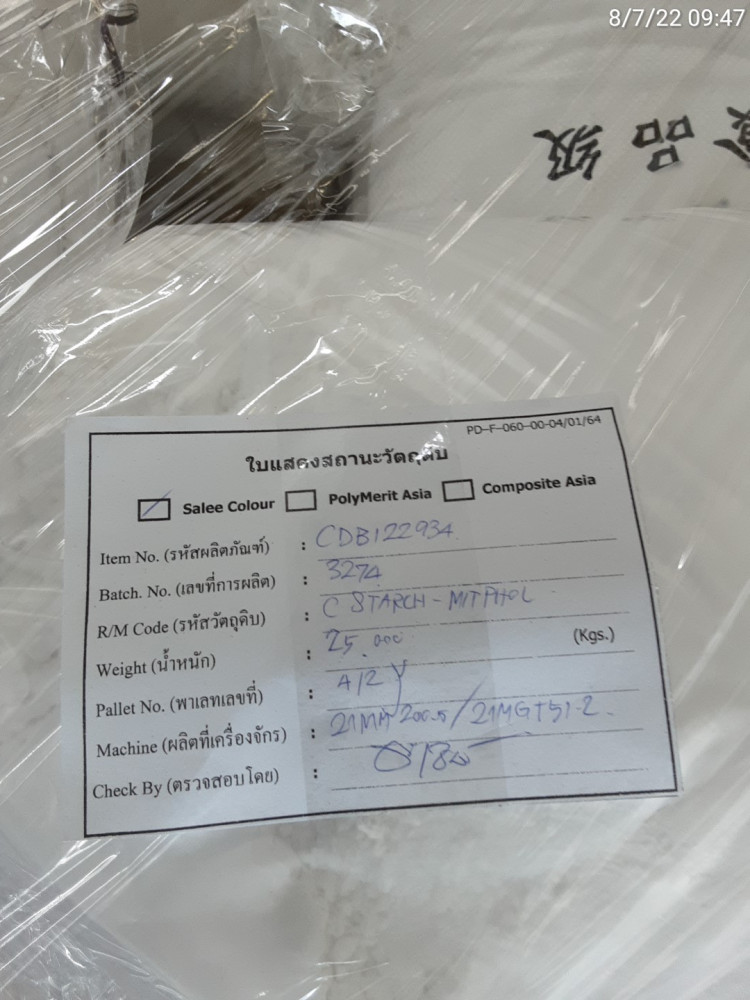 8/7/22 09:47
品级
PD-F-060-00-04/01/64
ใบแสดงสถานะวัตถุดิบ
Salee Colour PolyMerit Asia Composite Asia
Item No. (รหัสผลิตภัณฑ์) : CDB122934
Batch. No. (เลขที่การผลิต) : 3274
R/M Code (รหัสวัตถุดิบ) : C STARCH - MITPHOL
Weight (น้ำหนัก) : 25.000 (Kgs.)
Pallet No. (พาเลทเลขที่) : 4/2
Machine (ผลิตที่เครื่องจักร) :
Check By (ตรวจสอบโดย) :